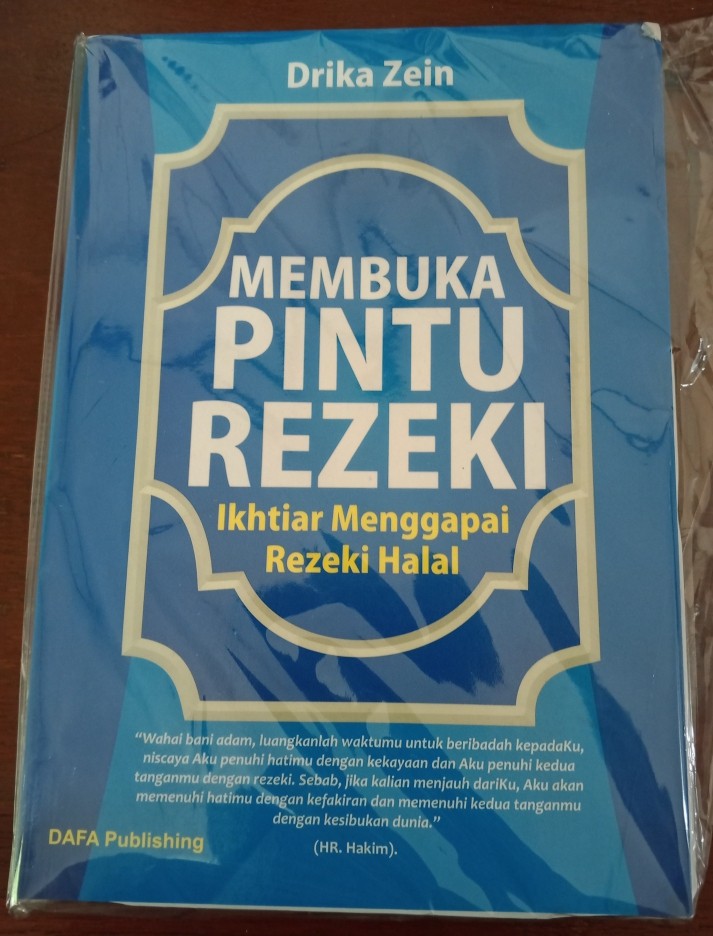 Drika Zein
MEMBUKA
PINTU
REZEKI
Ikhtiar Menggapai
Rezeki Halal
“Wahai bani adam, luangkanlah waktumu untuk beribadah kepadaKu,
niscaya Aku penuhi hatimu dengan kekayaan dan Aku penuhi kedua
tanganmu dengan rezeki. Sebab, jika kalian menjauh dariKu, Aku akan
memenuhi hatimu dengan kefakiran dan memenuhi kedua tanganmu
dengan kesibukan dunia.”
(HR. Hakim).
DAFA Publishing